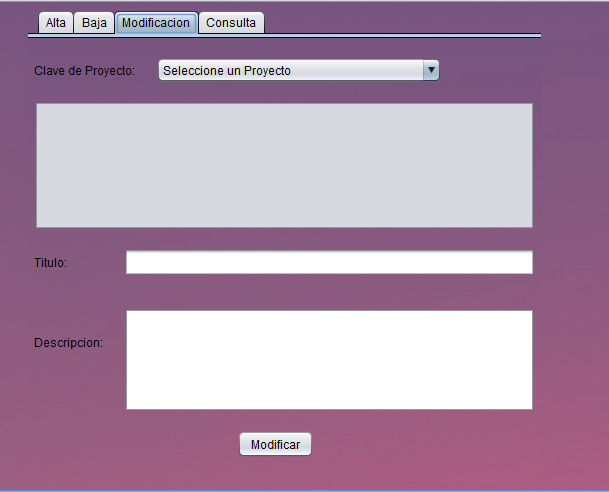 Alta Baja Modificacion Consulta
Clave de Proyecto: Seleccione un Proyecto
Titulo:
Descripcion:
Modificar